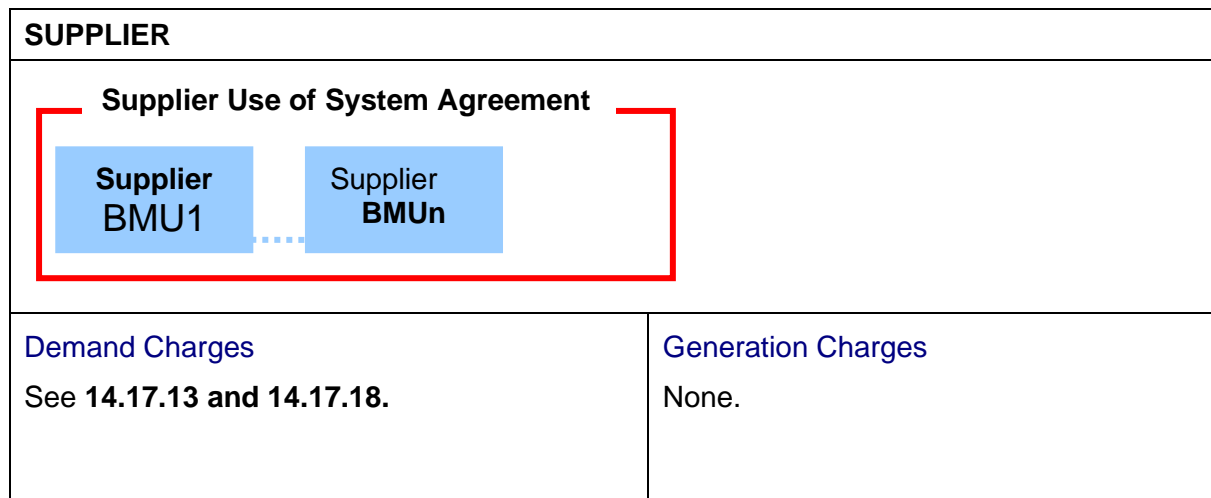 SUPPLIER
Supplier Use of System Agreement
Supplier
BMU1
Supplier
BMUn
Demand Charges
See 14.17.13 and 14.17.18.
Generation Charges
None.